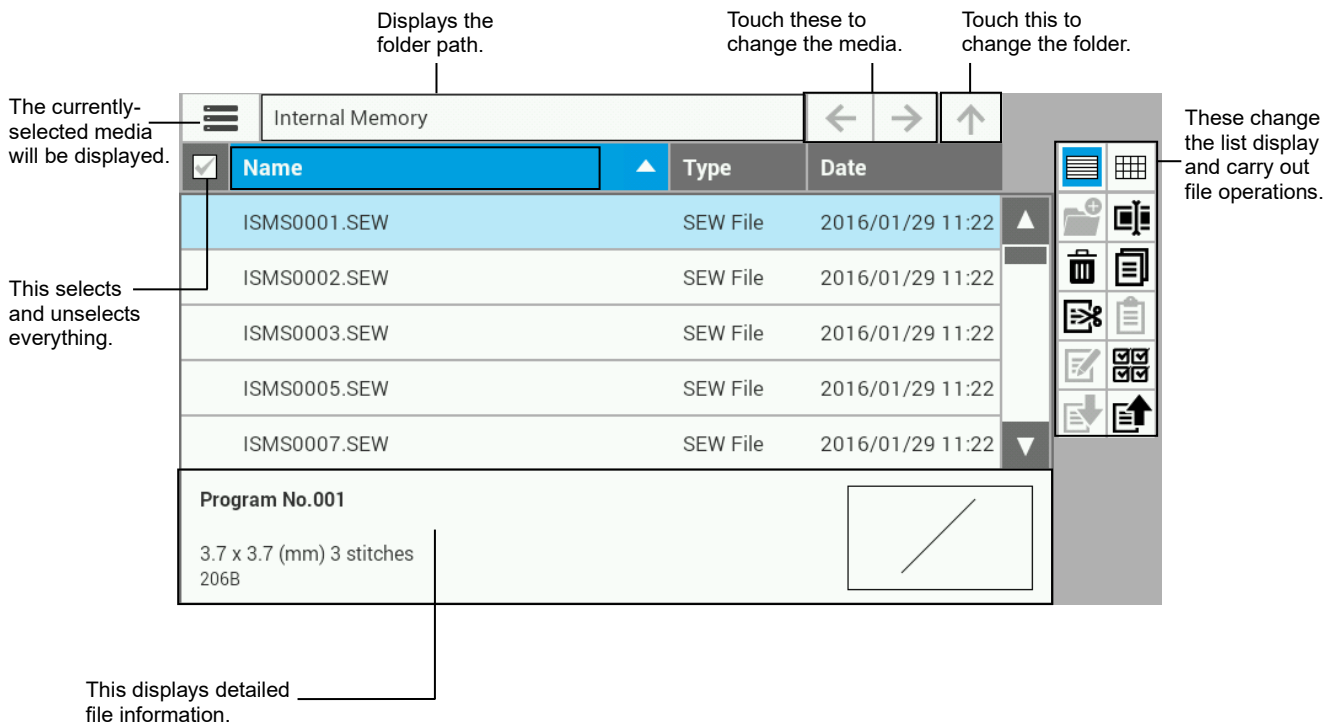 Displays the
folder path.
Touch these to
change the media.
Touch this to
change the folder.
The currently-
selected media
will be displayed.
Internal Memory
These change
the list display
and carry out
file operations.
Name Type Date
ISMS0001.SEW SEW File 2016/01/29 11:22
ISMS0002.SEW SEW File 2016/01/29 11:22
This selects
and unselects
everything.
ISMS0003.SEW SEW File 2016/01/29 11:22
ISMS0005.SEW SEW File 2016/01/29 11:22
ISMS0007.SEW SEW File 2016/01/29 11:22
Program No.001
3.7 x 3.7 (mm) 3 stitches
206B
This displays detailed
file information.